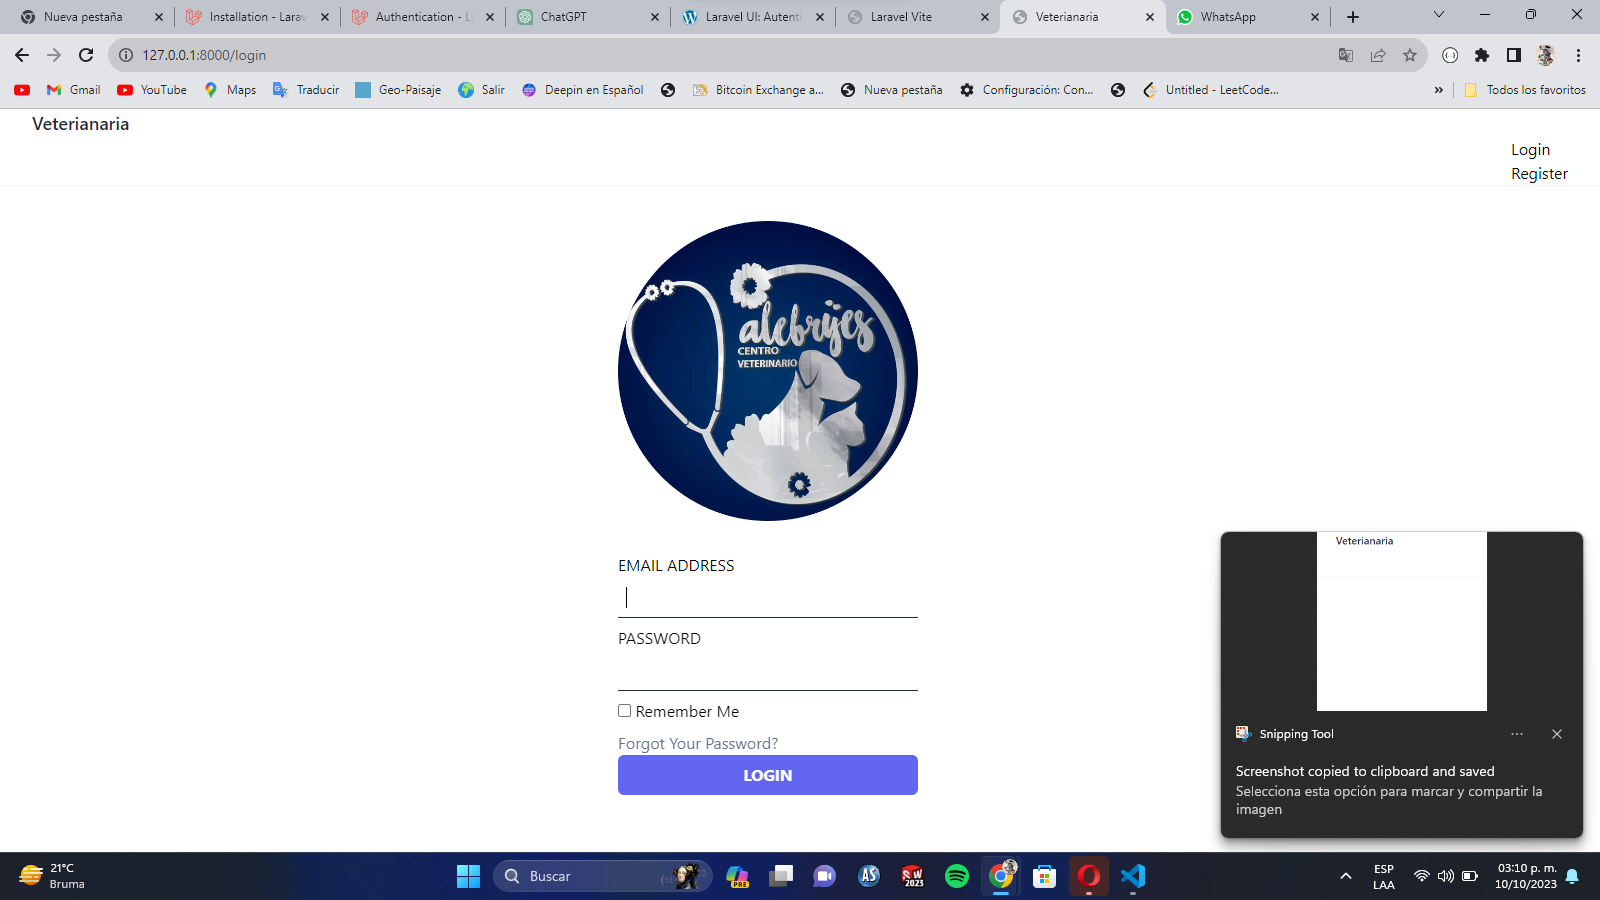 Nueva pestaña
Installation - Larav
Authentication - L
ChatGPT
Laravel UI: Autenti
Laravel Vite
Veterianaria
WhatsApp
127.0.0.1:8000/login
Gmail
YouTube
Maps
Traducir
Geo-Paisaje
Salir
Deepin en Español
Bitcoin Exchange a...
Nueva pestaña
Configuración: Con...
Untitled - LeetCode...
»
Todos los favoritos
Veterianaria
Login
Register
alebrijes
CENTRO
VETERINARIO
EMAIL ADDRESS
PASSWORD
Remember Me
Forgot Your Password?
LOGIN
Veterianaria
Snipping Tool
Screenshot copied to clipboard and saved
Selecciona esta opción para marcar y compartir la
imagen
21°C
Bruma
Buscar
PRE
AS
SW
2023
ESP
LAA
03:10 p. m.
10/10/2023